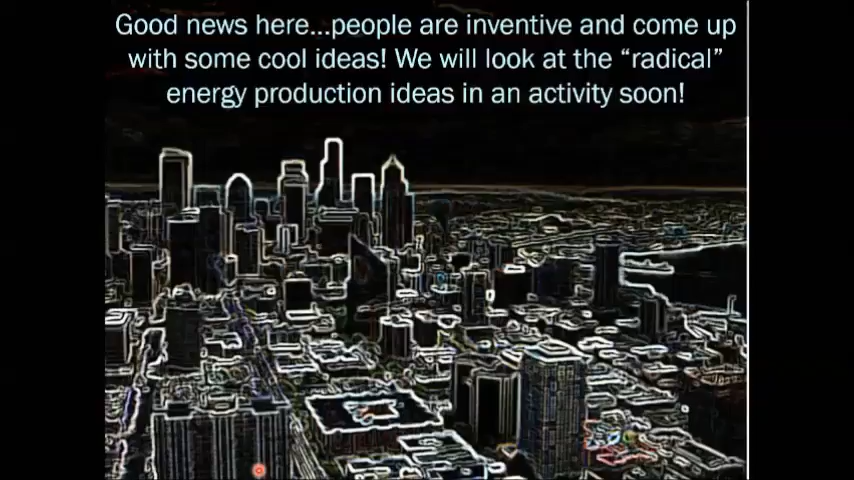 Good news here...people are inventive and come up
with some cool ideas! We will look at the “radical”
energy production ideas in an activity soon!